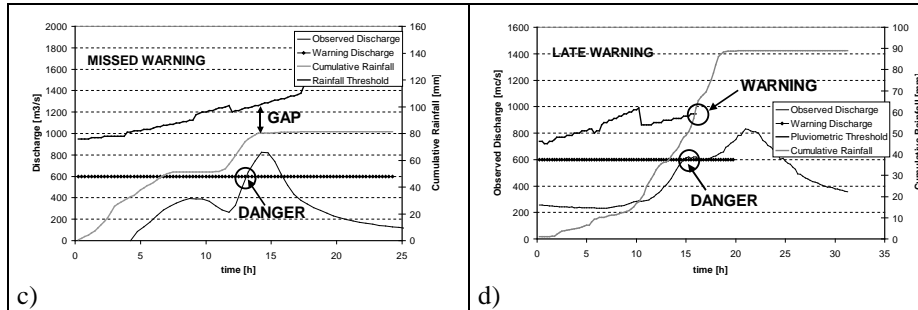 2000
1800
1600
1400
1200
1000
800
600
400
200
0
Discharge [m3/s]
MISSED WARNING
Observed Discharge
Warning Discharge
Cumulative Rainfall
Rainfall Threshold
GAP
DANGER
160
140
120
100
80
60
40
20
0
Cumulative Rainfall [mm]
0 5 10 15 20 25
time [h]
c)
1600
1400
1200
1000
800
600
400
200
0
Observed Discharge [mc/s]
LATE WARNING
WARNING
Observed Discharge
Warning Discharge
Pluviometric Threshold
Cumulative Rainfall
DANGER
100
90
80
70
60
50
40
30
20
10
0
Cumulative Rainfall [mm]
0 5 10 15 20 25 30 35
time [h]
d)